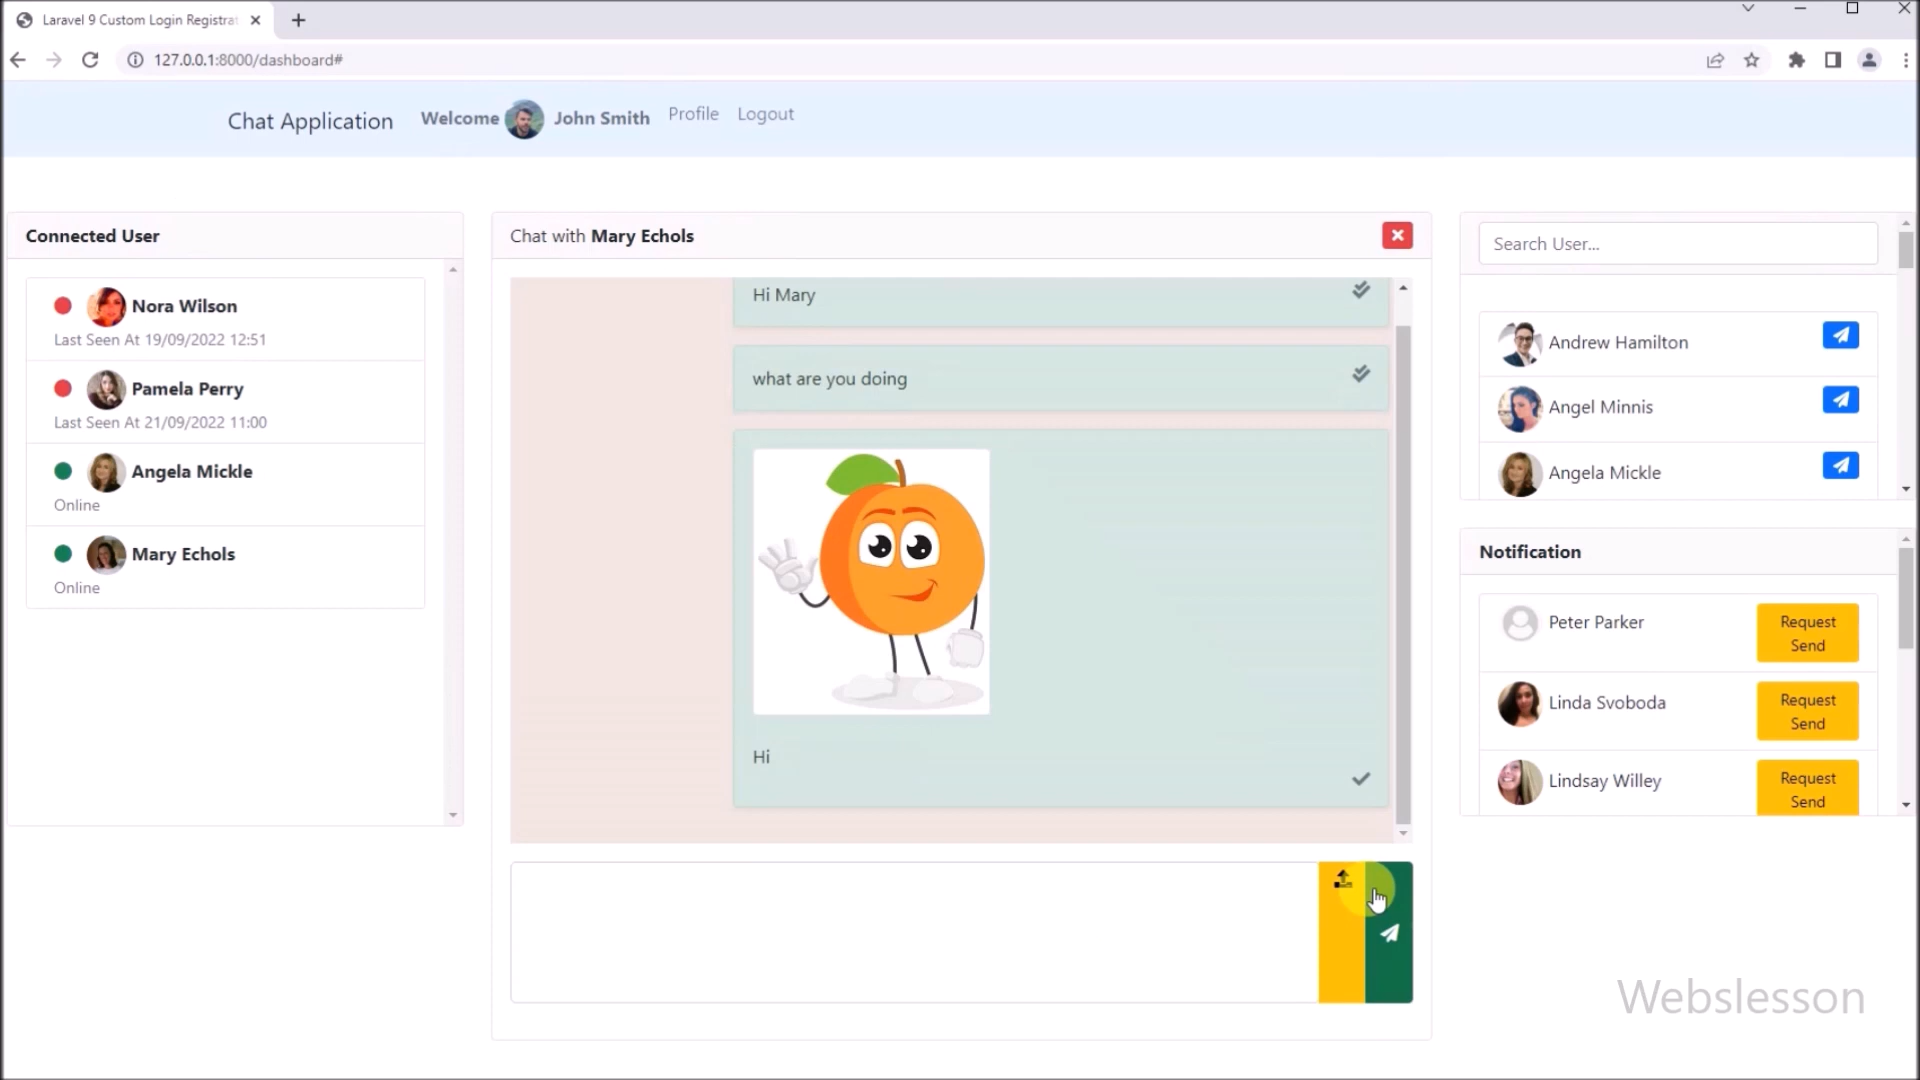 Laravel 9 Custom Login Registra
127.0.0.1:8000/dashboard#
Chat Application Welcome John Smith Profile Logout
Connected User
Nora Wilson
Last Seen At 19/09/2022 12:51
Pamela Perry
Last Seen At 21/09/2022 11:00
Angela Mickle
Online
Mary Echols
Online
Chat with Mary Echols
Hi Mary
what are you doing
Hi
Search User...
Andrew Hamilton
Angel Minnis
Angela Mickle
Notification
Peter Parker
Request
Send
Linda Svoboda
Request
Send
Lindsay Willey
Request
Send
Webslesson